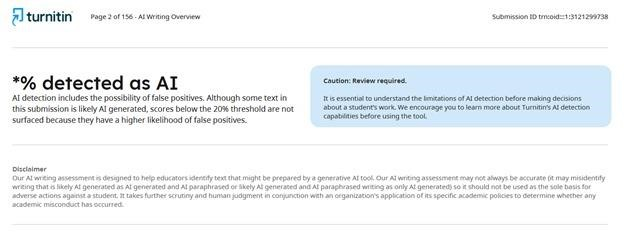 turnitin
Page 2 of 156 - AI Writing Overview
Submission ID trn:oid:::1:3121299738
*% detected as AI
AI detection includes the possibility of false positives. Although some text in
this submission is likely AI generated, scores below the 20% threshold are not
surfaced because they have a higher likelihood of false positives.
Caution: Review required.
It is essential to understand the limitations of AI detection before making decisions
about a student's work. We encourage you to learn more about Turnitin's AI detection
capabilities before using the tool.
Disclaimer
Our AI writing assessment is designed to help educators identify text that might be prepared by a generative AI tool. Our AI writing assessment may not always be accurate (it may misidentify
writing that is likely AI generated as AI generated and AI paraphrased or likely AI generated and AI paraphrased writing as only AI generated) so it should not be used as the sole basis for
adverse actions against a student. It takes further scrutiny and human judgment in conjunction with an organization's application of its specific academic policies to determine whether any
academic misconduct has occurred.